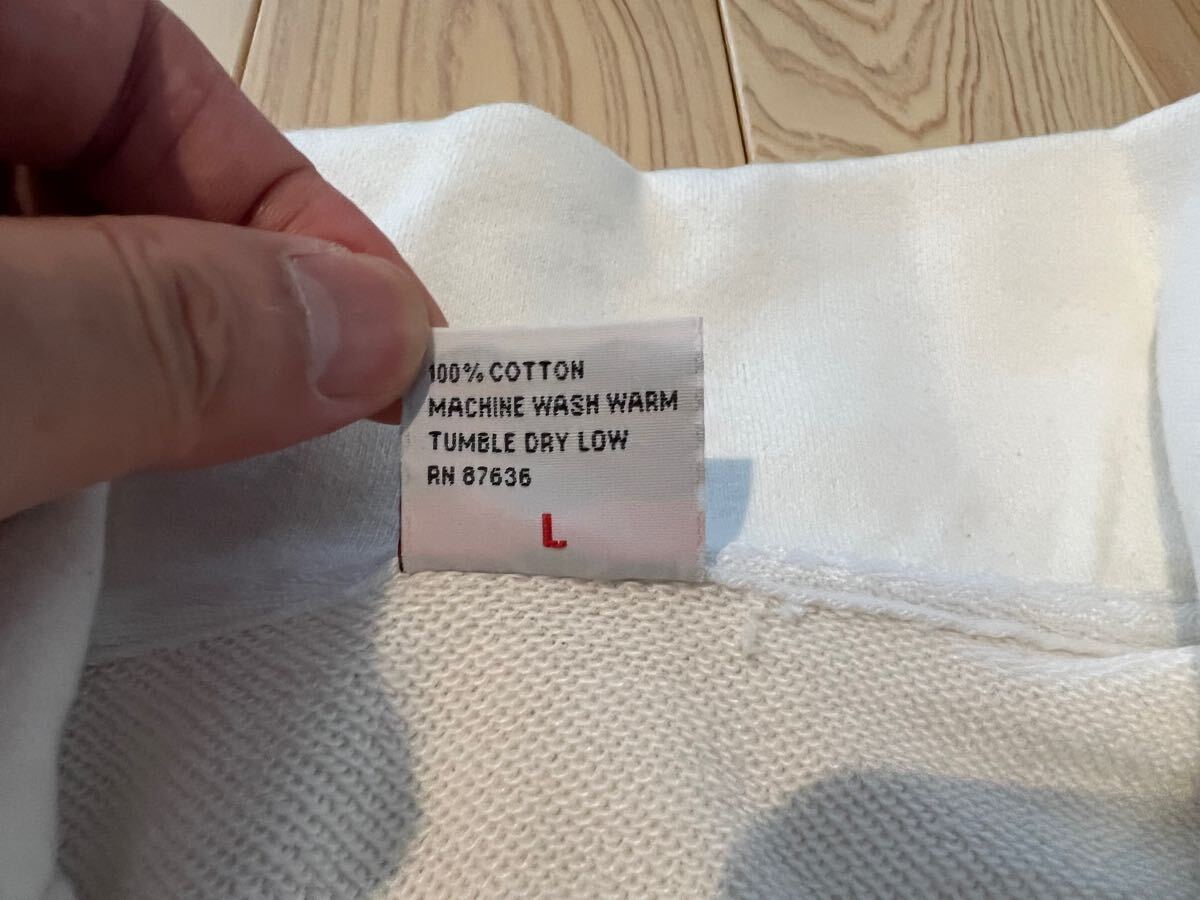 100% COTTON
MACHINE WASH WARM
TUMBLE DRY LOW
RN 87636
L